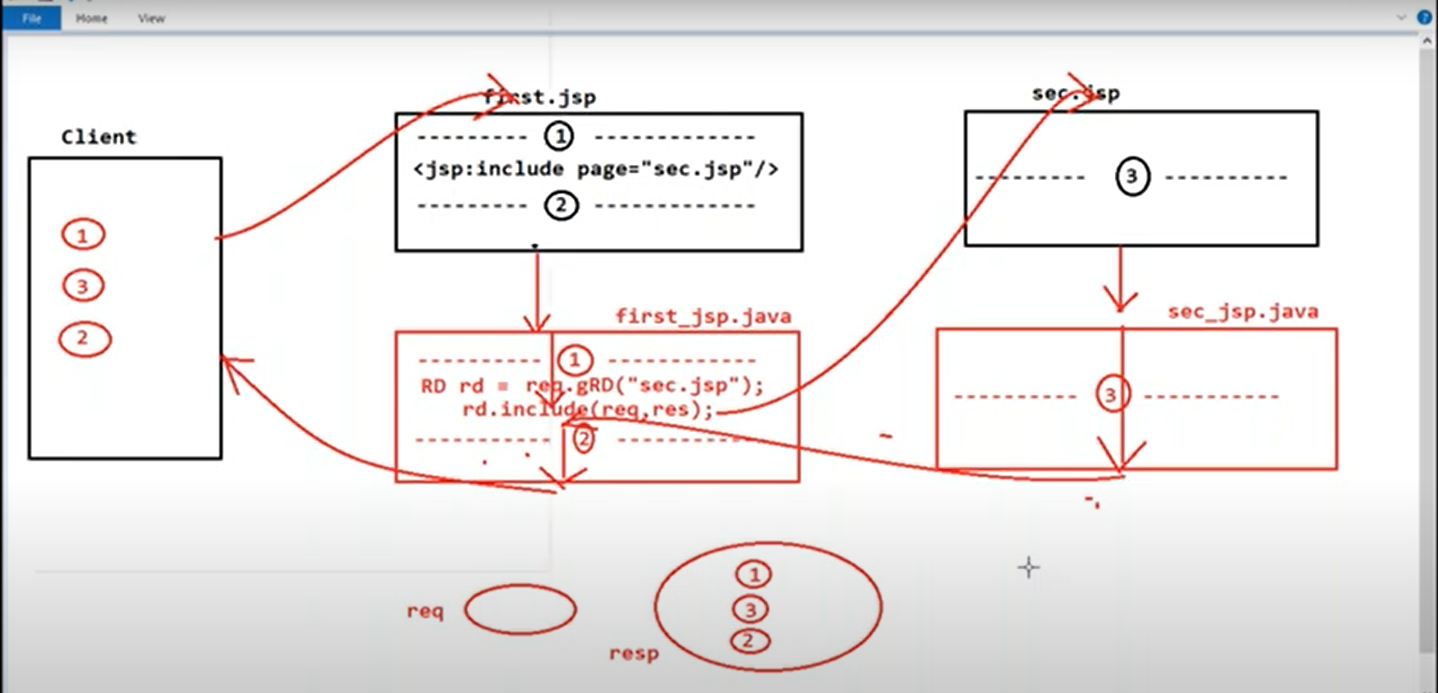 File Home View
first.jsp
sec.jsp
Client
--------- 1 -------------
<jsp:include page="sec.jsp"/>
--------- 2 -------------
--------- 3 ----------
1
3
2
first_jsp.java
--------- 1 -------------
RD rd = req.gRD("sec.jsp");
rd.include(req,res);
----------- 2 -----------
sec_jsp.java
---------- 3 -----------
req
resp
1
3
2